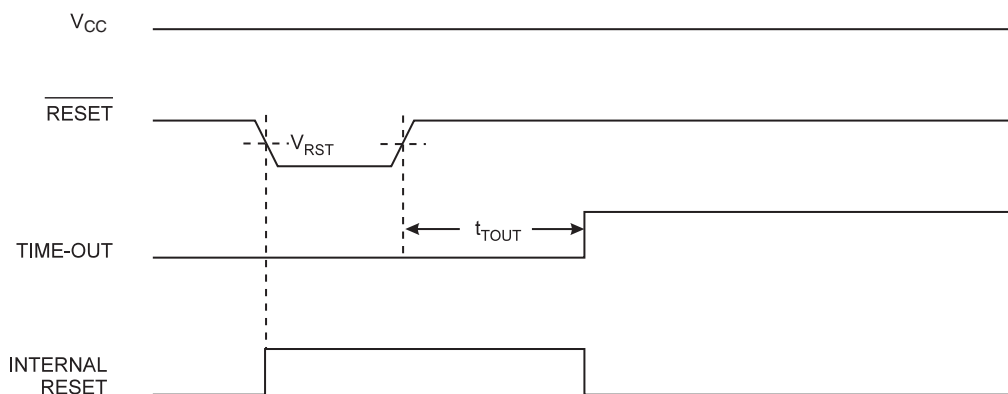 VCC
RESET
VRST
tTOUT
TIME-OUT
INTERNAL
RESET